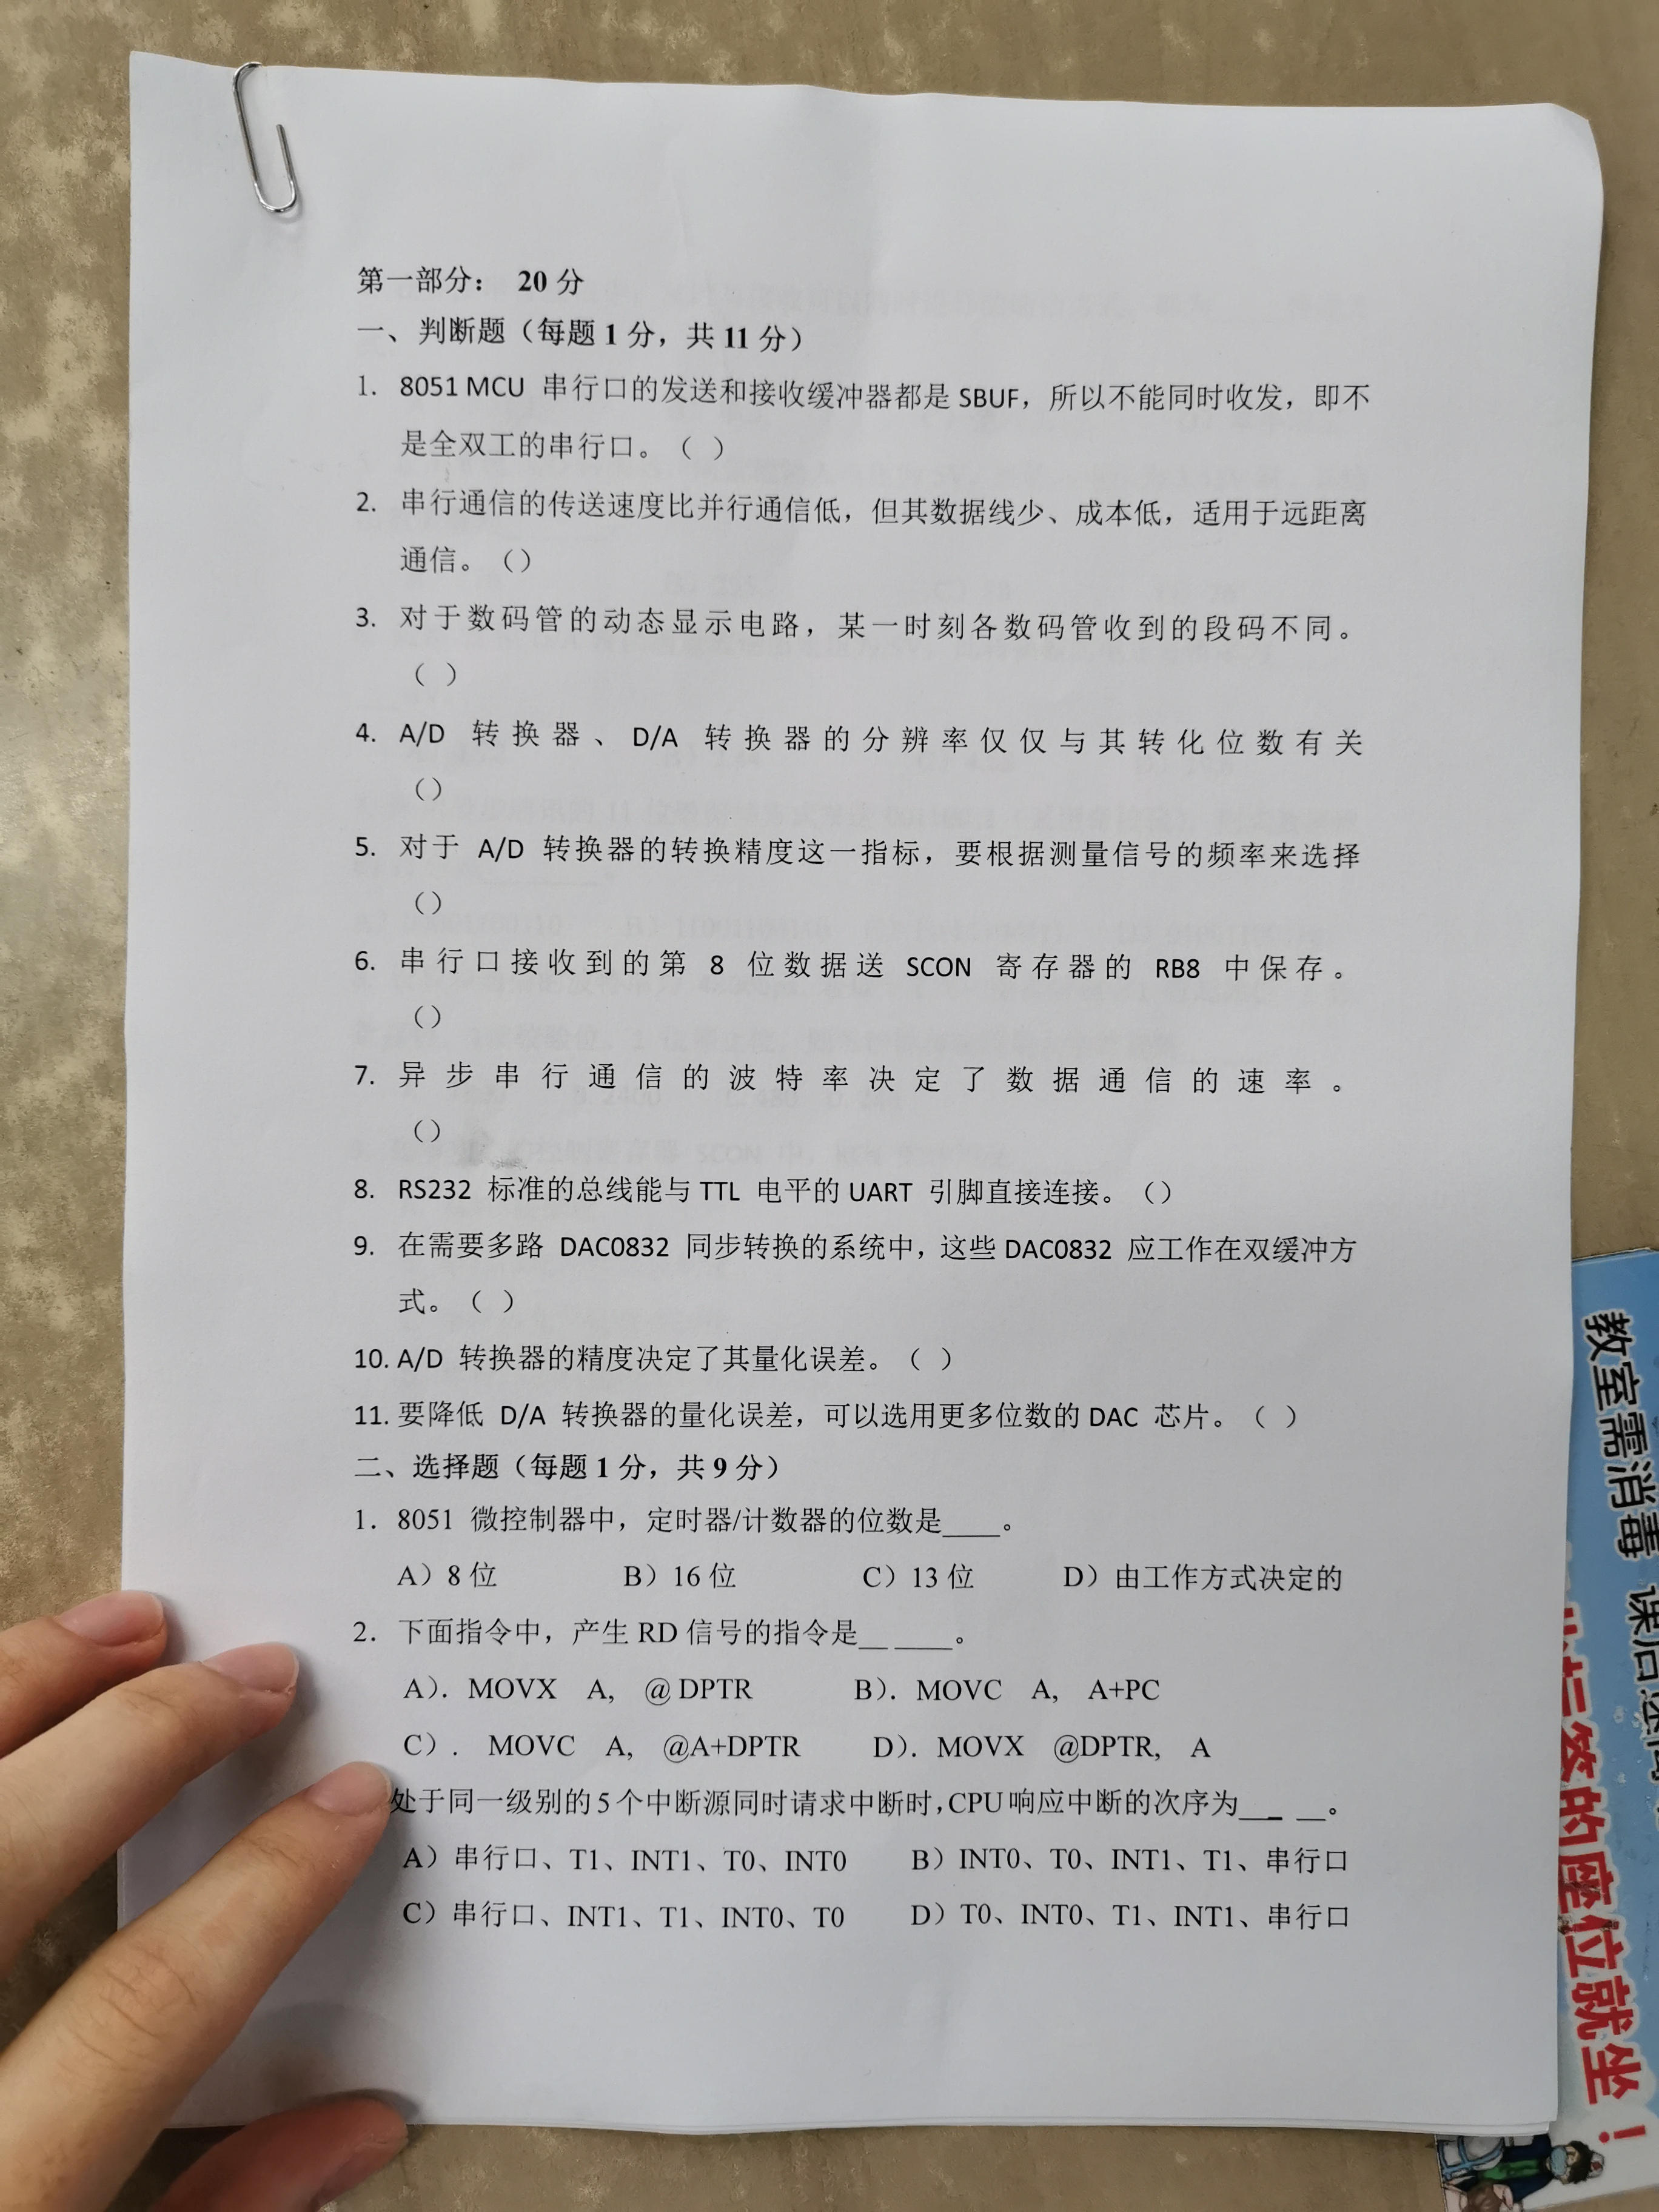 第一部分： 20 分
一、判断题（每题 1 分，共 11 分）
1. 8051 MCU 串行口的发送和接收缓冲器都是 SBUF，所以不能同时收发，即不
是全双工的串行口。（ ）
2. 串行通信的传送速度比并行通信低，但其数据线少、成本低，适用于远距离
通信。（）
3. 对于数码管的动态显示电路，某一时刻各数码管收到的段码不同。
（ ）
4. A/D 转换器、D/A 转换器的分辨率仅仅与其转化位数有关
（）
5. 对于 A/D 转换器的转换精度这一指标，要根据测量信号的频率来选择
（）
6. 串行口接收到的第 8 位数据送 SCON 寄存器的 RB8 中保存。
（）
7. 异步串行通信的波特率决定了数据通信的速率。
（）
8. RS232 标准的总线能与 TTL 电平的 UART 引脚直接连接。（）
9. 在需要多路 DAC0832 同步转换的系统中，这些 DAC0832 应工作在双缓冲方
式。（ ）
10. A/D 转换器的精度决定了其量化误差。（ ）
11. 要降低 D/A 转换器的量化误差，可以选用更多位数的 DAC 芯片。（ ）
二、选择题（每题 1 分，共 9 分）
1. 8051 微控制器中，定时器/计数器的位数是____。
A）8 位 B）16 位 C）13 位 D）由工作方式决定的
2. 下面指令中，产生 RD 信号的指令是__ ____。
A）. MOVX A, @ DPTR B）. MOVC A, A+PC
C）. MOVC A, @A+DPTR D）. MOVX @DPTR, A
处于同一级别的 5 个中断源同时请求中断时，CPU 响应中断的次序为___ __。
A）串行口、T1、INT1、T0、INT0 B）INT0、T0、INT1、T1、串行口
C）串行口、INT1、T1、INT0、T0 D）T0、INT0、T1、INT1、串行口
教室需消毒 课后
的座位就坐！